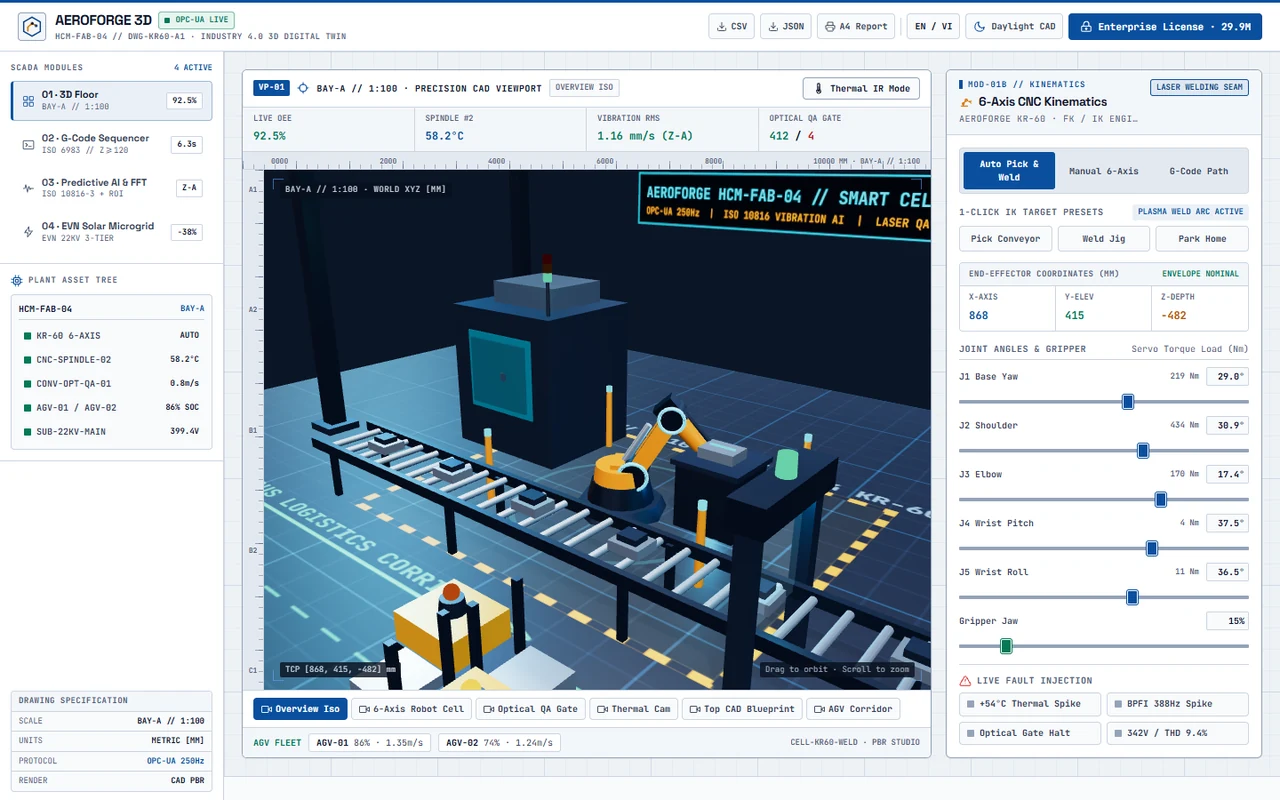 AEROFORGE 3D
OPC-UA LIVE
HCM-FAB-04 // DWG-KR60-A1 · INDUSTRY 4.0 3D DIGITAL TWIN
CSV
JSON
A4 Report
EN / VI
Daylight CAD
Enterprise License · 29.9M
SCADA MODULES
4 ACTIVE
01 · 3D Floor
BAY-A // 1:100
92.5%
02 · G-Code Sequencer
ISO 6983 // Z≥120
6.3s
03 · Predictive AI & FFT
ISO 10816-3 + ROI
Z-A
04 · EVN Solar Microgrid
EVN 22KV 3-TIER
-38%
PLANT ASSET TREE
HCM-FAB-04
BAY-A
KR-60 6-AXIS
AUTO
CNC-SPINDLE-02
58.2°C
CONV-OPT-QA-01
0.8m/s
AGV-01 / AGV-02
86% SOC
SUB-22KV-MAIN
399.4V
DRAWING SPECIFICATION
SCALE
BAY-A // 1:100
UNITS
METRIC [MM]
PROTOCOL
OPC-UA 250Hz
RENDER
CAD PBR
VP-01
BAY-A // 1:100 · PRECISION CAD VIEWPORT
OVERVIEW ISO
Thermal IR Mode
LIVE OEE
92.5%
SPINDLE #2
58.2°C
VIBRATION RMS
1.16 mm/s (Z-A)
OPTICAL QA GATE
412 / 4
0000
2000
4000
6000
8000
10000 MM · BAY-A // 1:100
A1
A2
B1
B2
C1
BAY-A // 1:100 · WORLD XYZ [MM]
AEROFORGE HCM-FAB-04 // SMART CEL
OPC-UA 250Hz | ISO 10816 VIBRATION AI | LASER QA
US LOGISTICS CORRI
KR-60
TCP [868, 415, -482] mm
Drag to orbit · Scroll to zoom
Overview Iso
6-Axis Robot Cell
Optical QA Gate
Thermal Cam
Top CAD Blueprint
AGV Corridor
AGV FLEET
AGV-01 86% · 1.35m/s
AGV-02 74% · 1.24m/s
CELL-KR60-WELD · PBR STUDIO
MOD-01B // KINEMATICS
LASER WELDING SEAM
6-Axis CNC Kinematics
AEROFORGE KR-60 · FK / IK ENGI…
Auto Pick & Weld
Manual 6-Axis
G-Code Path
1-CLICK IK TARGET PRESETS
PLASMA WELD ARC ACTIVE
Pick Conveyor
Weld Jig
Park Home
END-EFFECTOR COORDINATES (MM)
ENVELOPE NOMINAL
X-AXIS
868
Y-ELEV
415
Z-DEPTH
-482
JOINT ANGLES & GRIPPER
Servo Torque Load (Nm)
J1 Base Yaw
219 Nm
29.0°
J2 Shoulder
434 Nm
30.9°
J3 Elbow
170 Nm
17.4°
J4 Wrist Pitch
4 Nm
37.5°
J5 Wrist Roll
11 Nm
36.5°
Gripper Jaw
15%
LIVE FAULT INJECTION
+54°C Thermal Spike
BPFI 388Hz Spike
Optical Gate Halt
342V / THD 9.4%